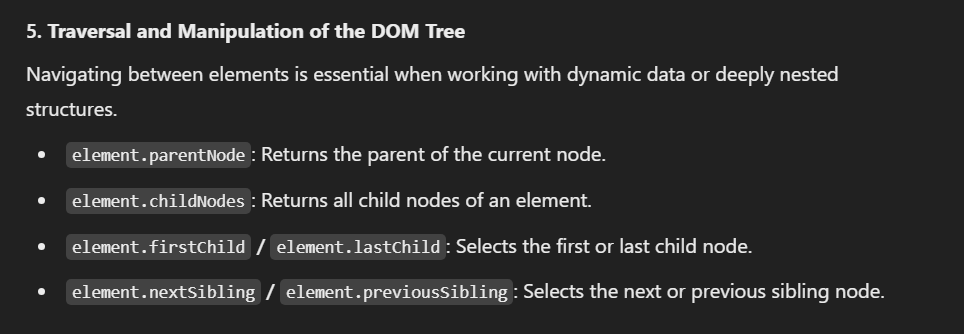 5. Traversal and Manipulation of the DOM Tree
Navigating between elements is essential when working with dynamic data or deeply nested
structures.
• element.parentNode: Returns the parent of the current node.
• element.childNodes: Returns all child nodes of an element.
• element.firstChild / element.lastChild: Selects the first or last child node.
• element.nextSibling / element.previousSibling: Selects the next or previous sibling node.